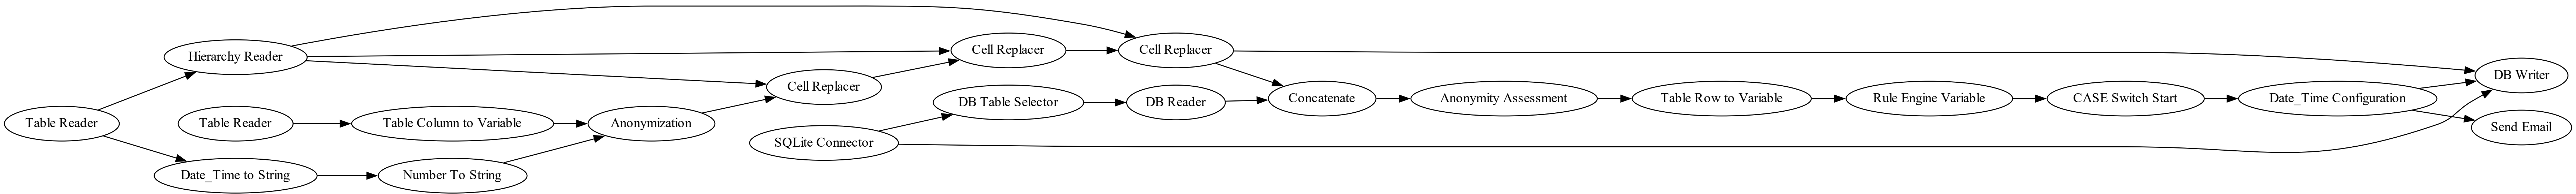 Hierarchy Reader
Cell Replacer
Cell Replacer
DB Writer
Cell Replacer
DB Table Selector
DB Reader
Concatenate
Anonymity Assessment
Table Row to Variable
Rule Engine Variable
CASE Switch Start
Date_Time Configuration
Table Reader
Table Reader
Table Column to Variable
Anonymization
SQLite Connector
Send Email
Date_Time to String
Number To String